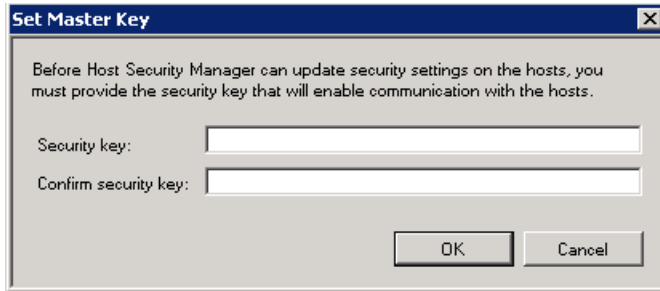 Set Master Key
Before Host Security Manager can update security settings on the hosts, you
must provide the security key that will enable communication with the hosts.
Security key:
Confirm security key:
OK
Cancel